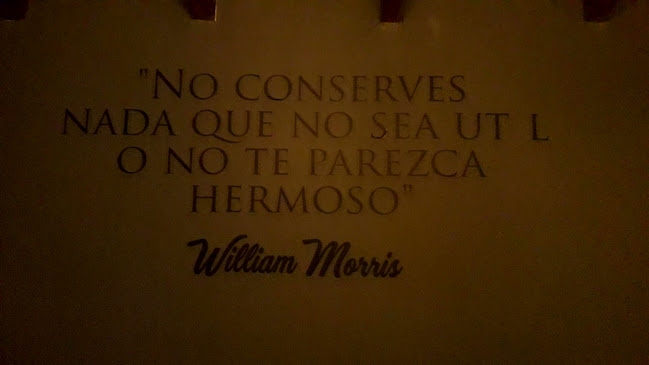 "NO CONSERVES
NADA QUE NO SEA UT L
O NO TE PAREZCA
HERMOSO"
William Morris